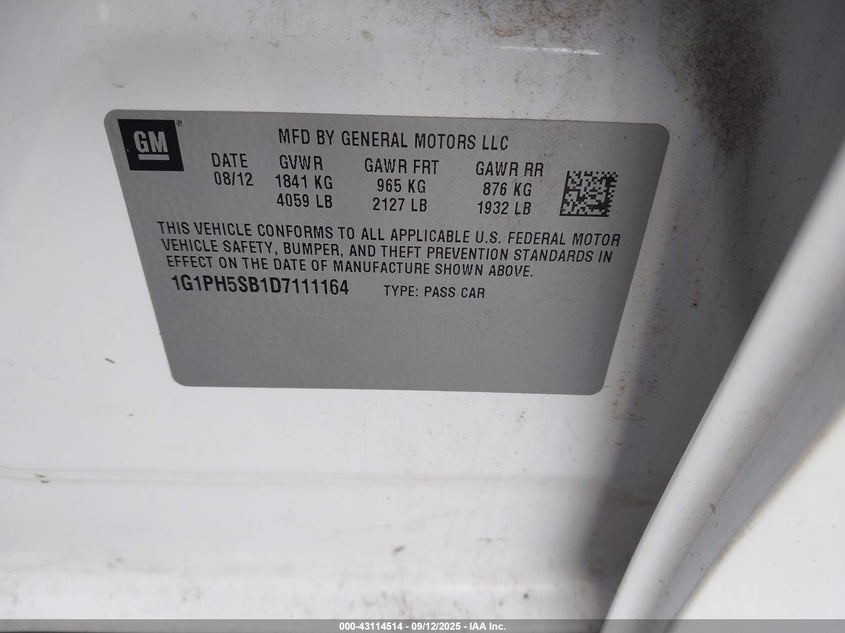 GM
MFD BY GENERAL MOTORS LLC
DATE GVWR GAWR FRT GAWR RR
08/12 1841 KG 965 KG 876 KG
4059 LB 2127 LB 1932 LB
THIS VEHICLE CONFORMS TO ALL APPLICABLE U.S. FEDERAL MOTOR
VEHICLE SAFETY, BUMPER, AND THEFT PREVENTION STANDARDS IN
EFFECT ON THE DATE OF MANUFACTURE SHOWN ABOVE.
1G1PH5SB1D7111164 TYPE: PASS CAR
000-43114514 - 09/12/2025 - IAA Inc.